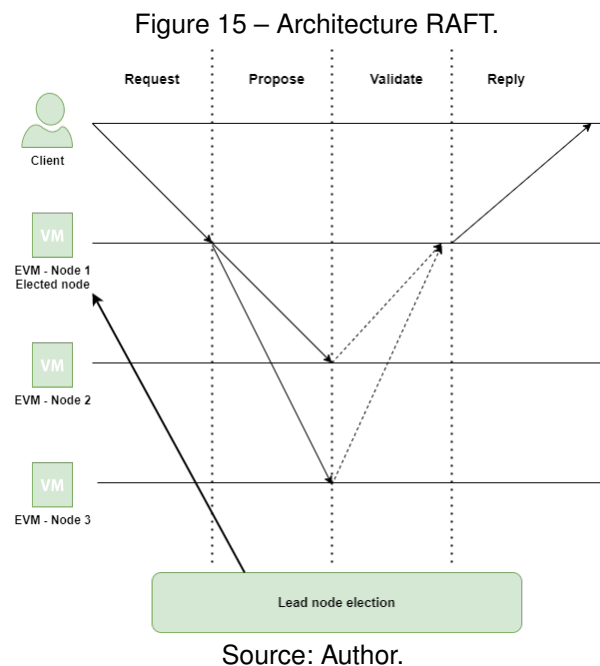 Figure 15 – Architecture RAFT.
Request Propose Validate Reply
Client
VM
EVM - Node 1
Elected node
VM
EVM - Node 2
VM
EVM - Node 3
Lead node election
Source: Author.